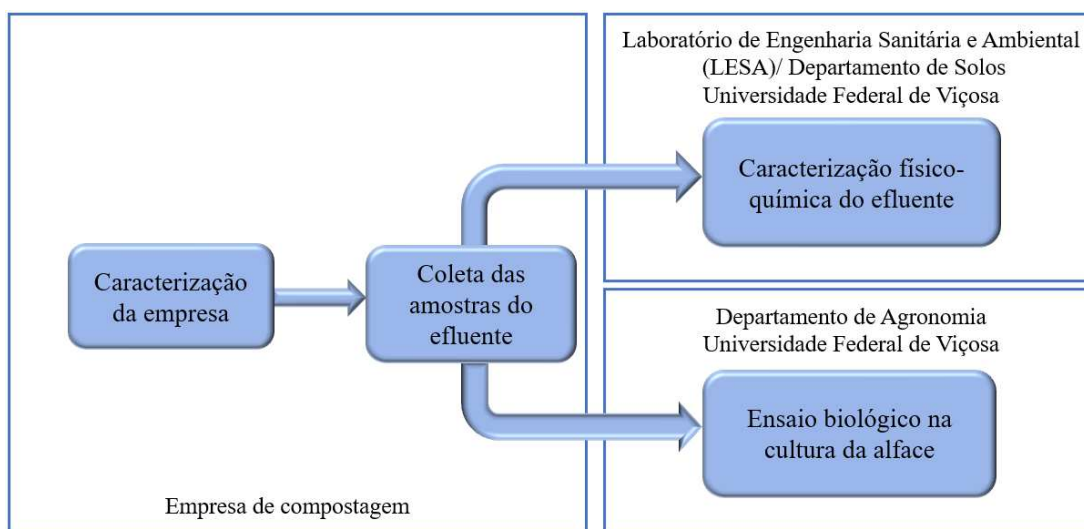 Caracterização
da empresa
Coleta das
amostras do
efluente
Empresa de compostagem
Laboratório de Engenharia Sanitária e Ambiental
(LESA)/ Departamento de Solos
Universidade Federal de Viçosa
Caracterização físico-
química do efluente
Departamento de Agronomia
Universidade Federal de Viçosa
Ensaio biológico na
cultura da alface